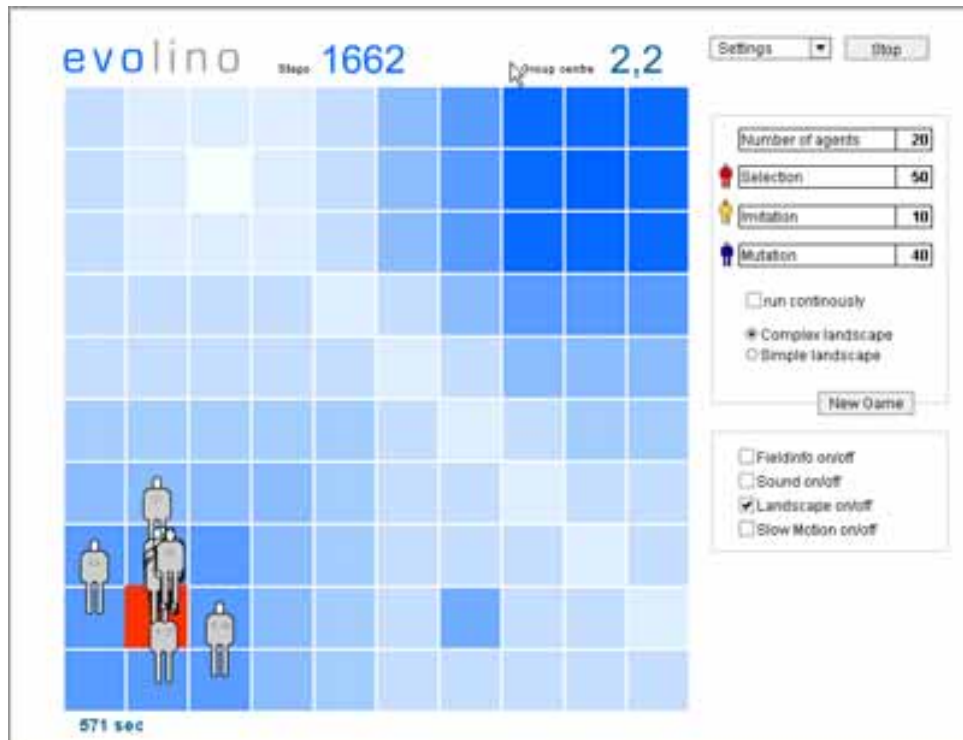 evolino Steps 1662 Group centre 2,2
Settings Stop
Number of agents 20
Selection 50
Imitation 10
Mutation 40
run continously
Complex landscape
Simple landscape
New Game
Fieldinfo on/off
Sound on/off
Landscape on/off
Slow Motion on/off
571 sec